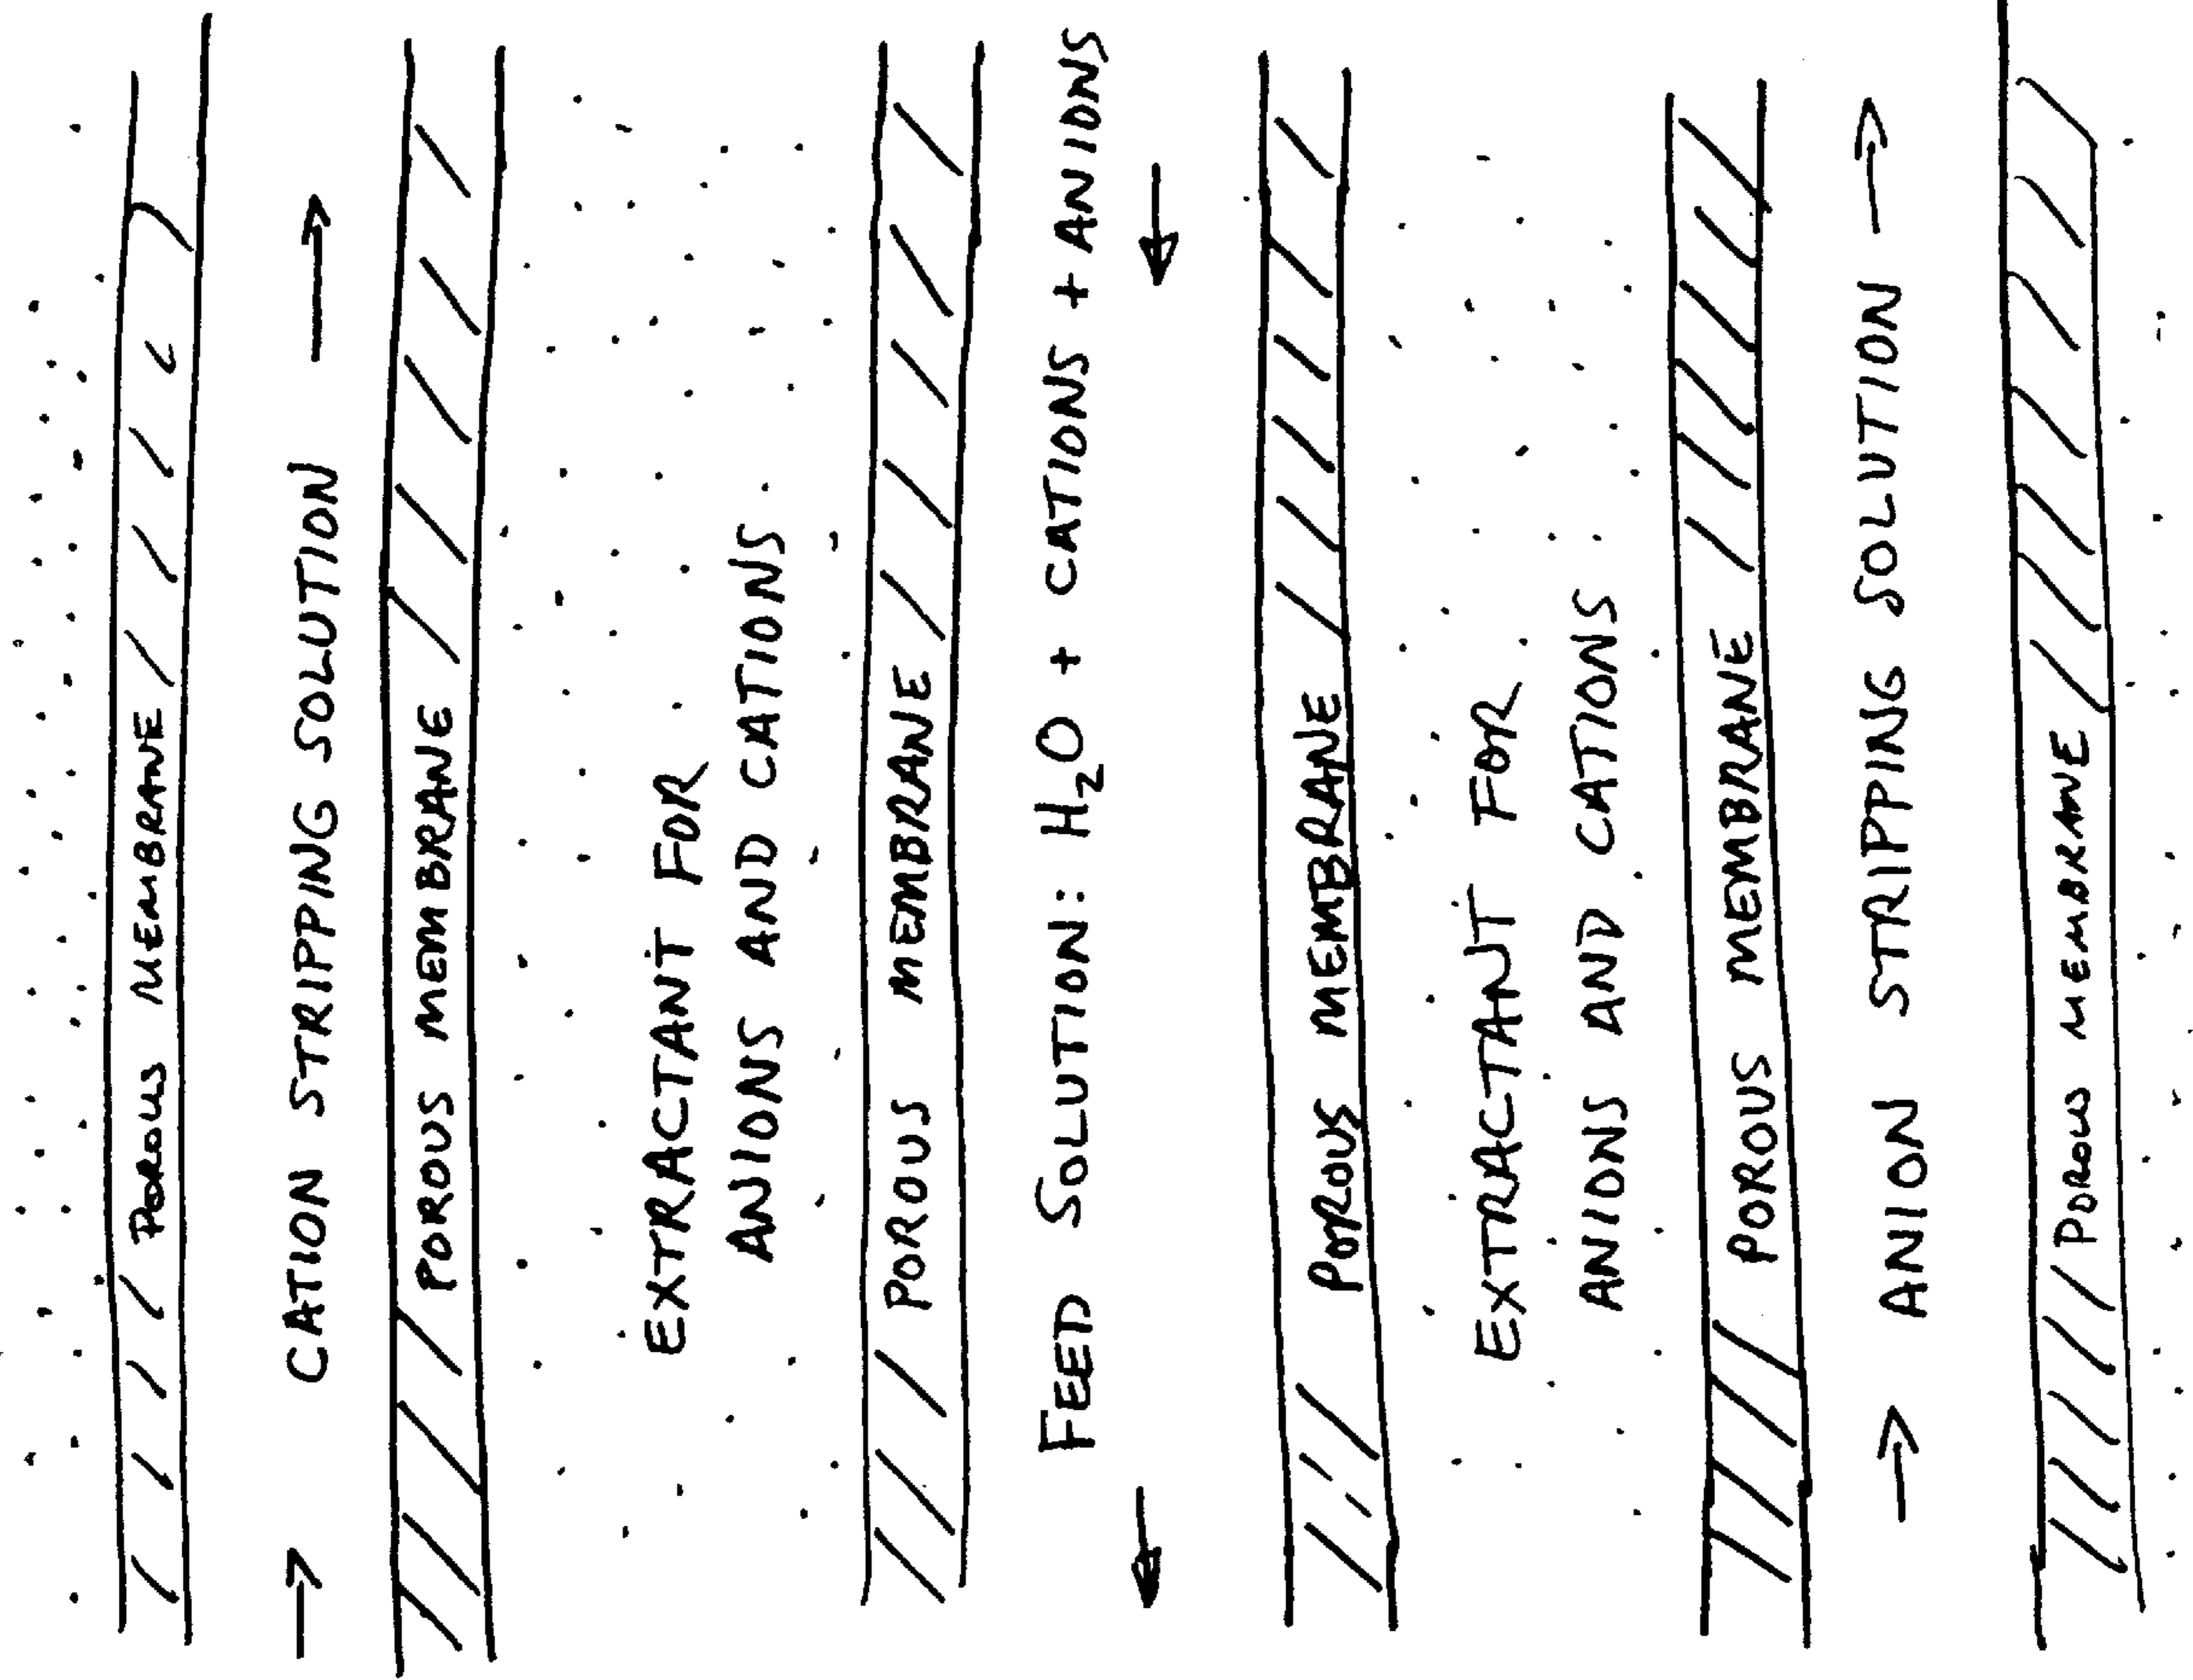 POROUS MEMBRANE
CATION STRIPPING SOLUTION
POROUS MEMBRANE
EXTRACTANT FOR
ANIONS AND CATIONS
POROUS MEMBRANE
FEED SOLUTION: H₂O + CATIONS + ANIONS
POROUS MEMBRANE
EXTRACTANT FOR
ANIONS AND CATIONS
POROUS MEMBRANE
ANION STRIPPING SOLUTION
POROUS MEMBRANE